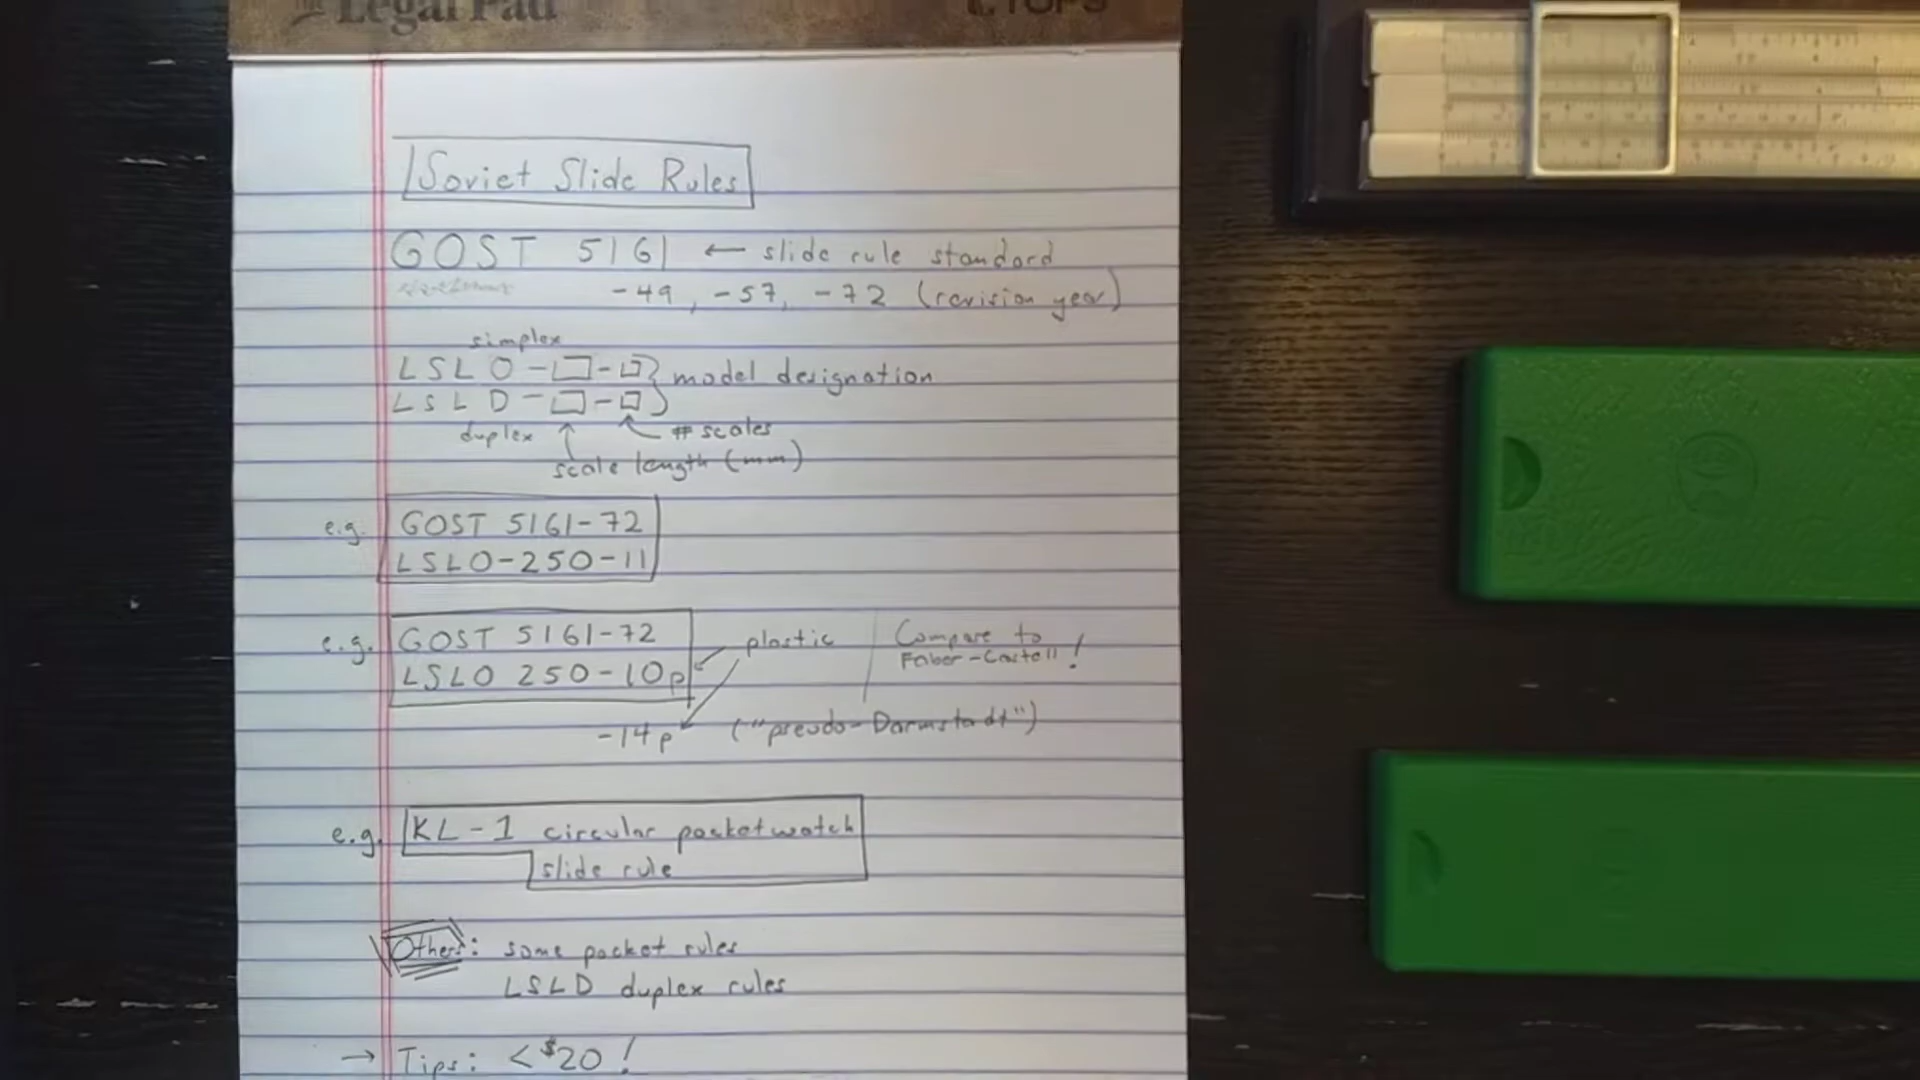 Legal Pad
TOPS
Soviet Slide Rules
GOST 5161 ← slide rule standard
-49, -57, -72 (revision year)
simplex
LSLO-□-□ } model designation
LSLD-□-□
duplex # scales
scale length (mm)
e.g. GOST 5161-72
LSLO-250-11
e.g. GOST 5161-72 plastic Compare to
LSLO 250-10p Faber-Castell!
-14p ("pseudo-Darmstadt")
e.g. KL-1 circular pocketwatch
slide rule
Others: some pocket rules
LSLD duplex rules
→ Tips: <$20!